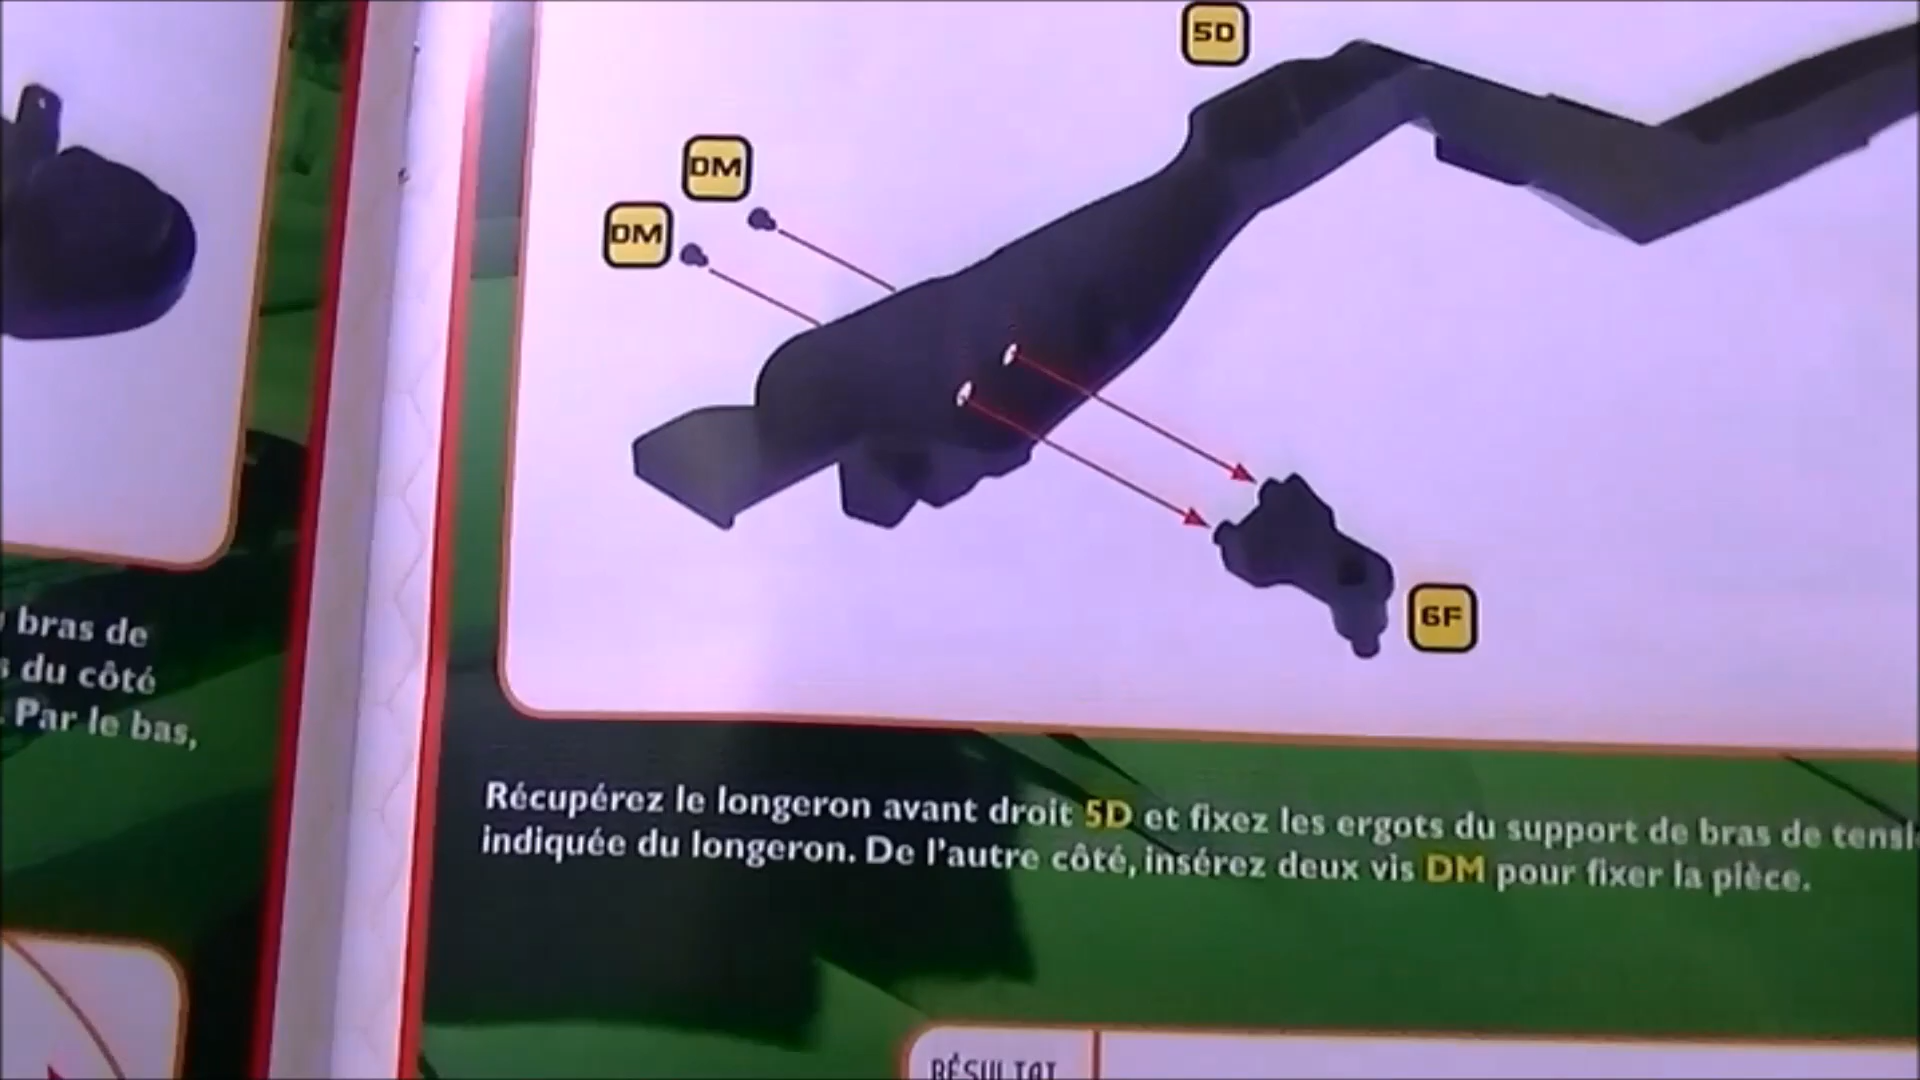 5D
DM
DM
6F
bras de
du côté
. Par le bas,
Récupérez le longeron avant droit 5D et fixez les ergots du support de bras de
indiquée du longeron. De l'autre côté, insérez deux vis DM pour fixer la pièce.
RÉSULTAT